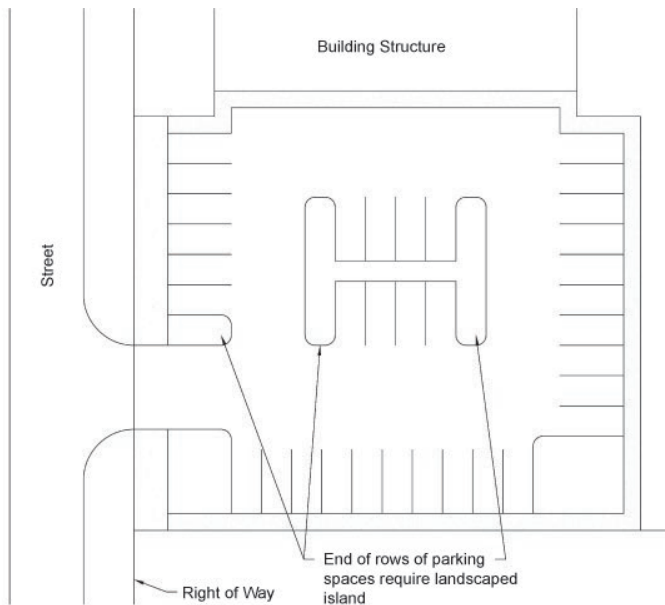 Building Structure
Street
End of rows of parking
spaces require landscaped
island
Right of Way